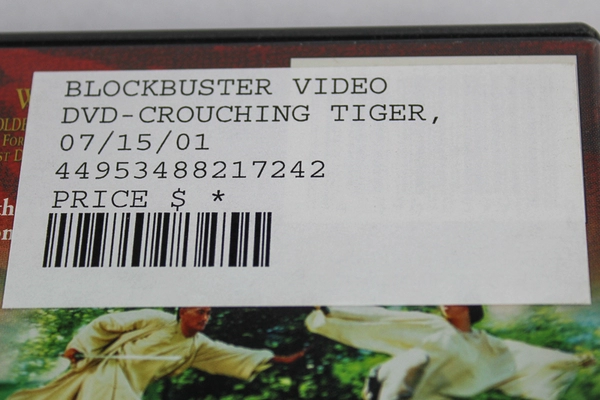 BLOCKBUSTER VIDEO
DVD-CROUCHING TIGER,
07/15/01
44953488217242
PRICE $ *